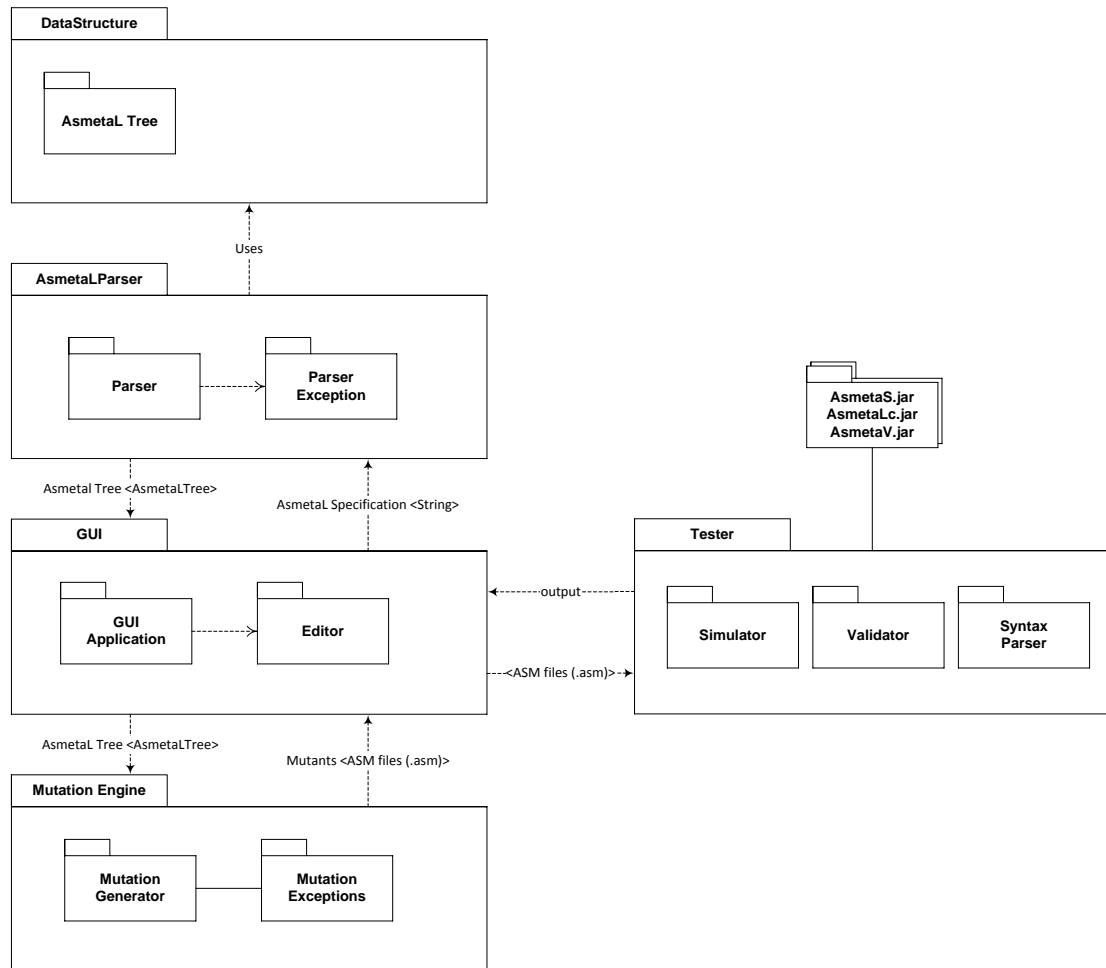 DataStructure
AsmetaL Tree
Uses
AsmetaLParser
Parser
Parser
Exception
AsmetaS.jar
AsmetaLc.jar
AsmetaV.jar
Asmetal Tree <AsmetaLTree>
AsmetaL Specification <String>
GUI
Tester
GUI
Application
Editor
output
Simulator
Validator
Syntax
Parser
<ASM files (.asm)>
AsmetaL Tree <AsmetaLTree>
Mutants <ASM files (.asm)>
Mutation Engine
Mutation
Generator
Mutation
Exceptions